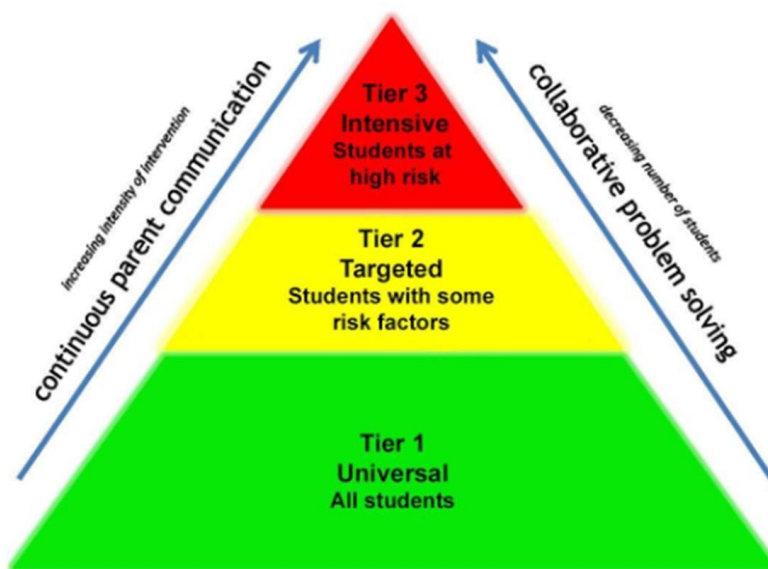 Tier 3
Intensive
Students at
high risk
Tier 2
Targeted
Students with some
risk factors
Tier 1
Universal
All students
increasing intensity of intervention
continuous parent communication
collaborative problem solving
decreasing number of students